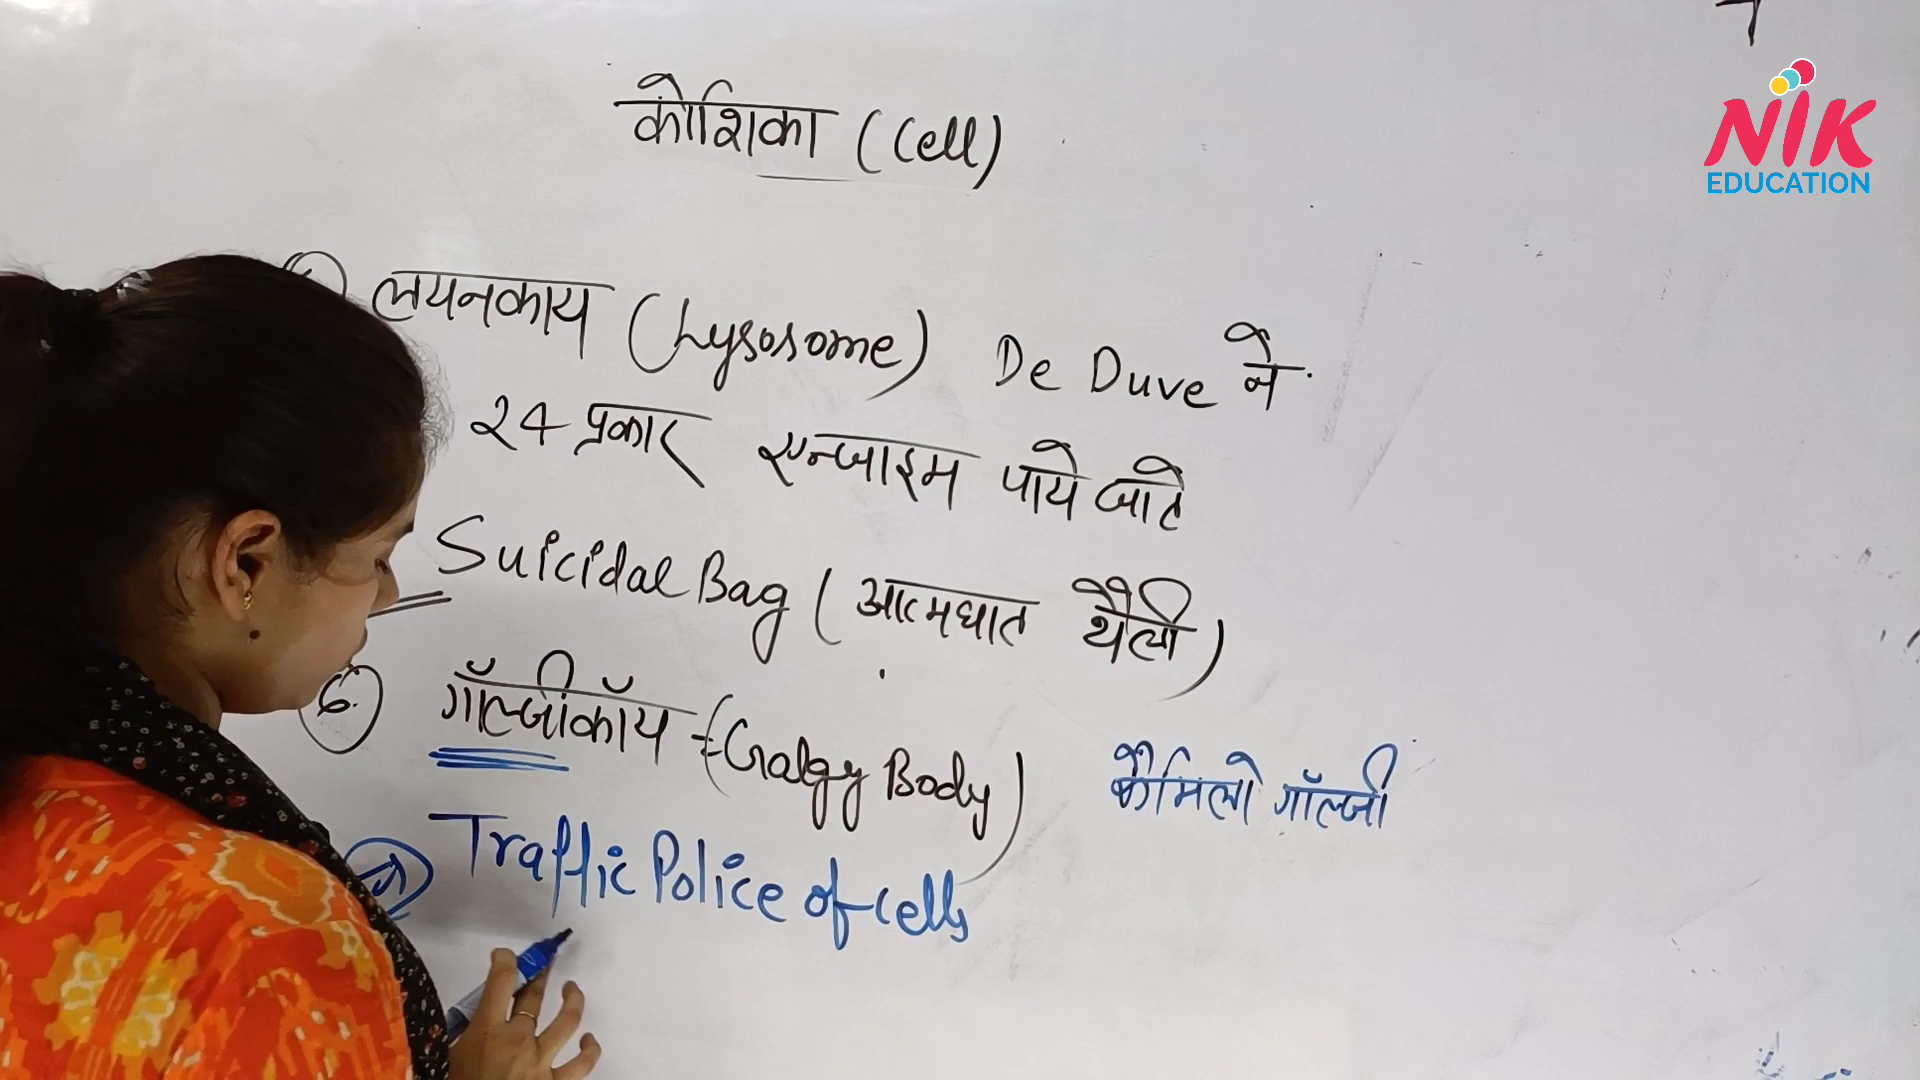 NIK
EDUCATION
कोशिका (Cell)
लयनकाय (Lysosome) De Duve ने
24 प्रकार एन्जाइम पाये जाते
Suicidal Bag (आत्मघात थैली)
6. गॉल्जीकॉय - (Golgy Body) कैमिलो गॉल्जी
Traffic Police of cells